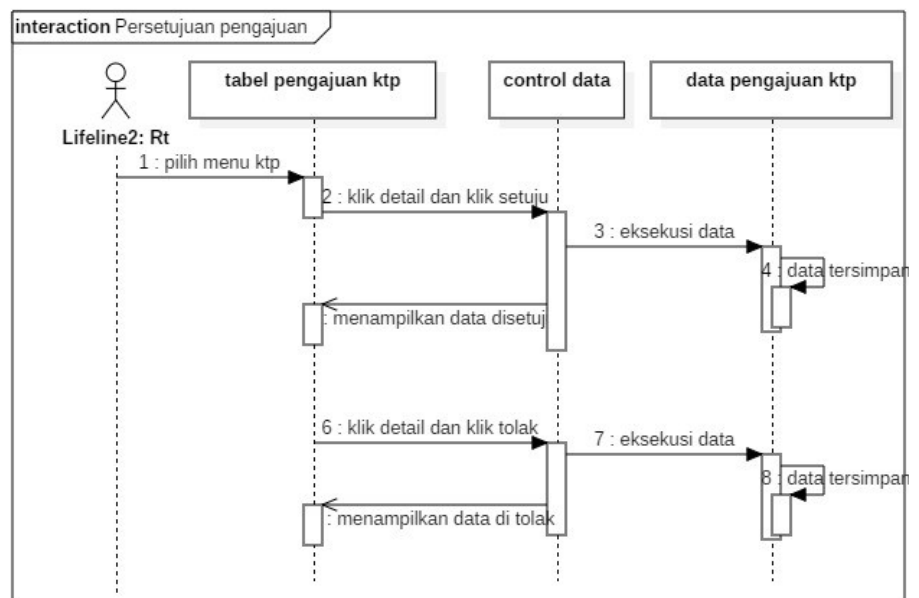 interaction Persetujuan pengajuan
tabel pengajuan ktp
control data
data pengajuan ktp
Lifeline2: Rt
1 : pilih menu ktp
2 : klik detail dan klik setuju
3 : eksekusi data
4 : data tersimpan
: menampilkan data disetuj
6 : klik detail dan klik tolak
7 : eksekusi data
8 : data tersimpan
: menampilkan data di tolak